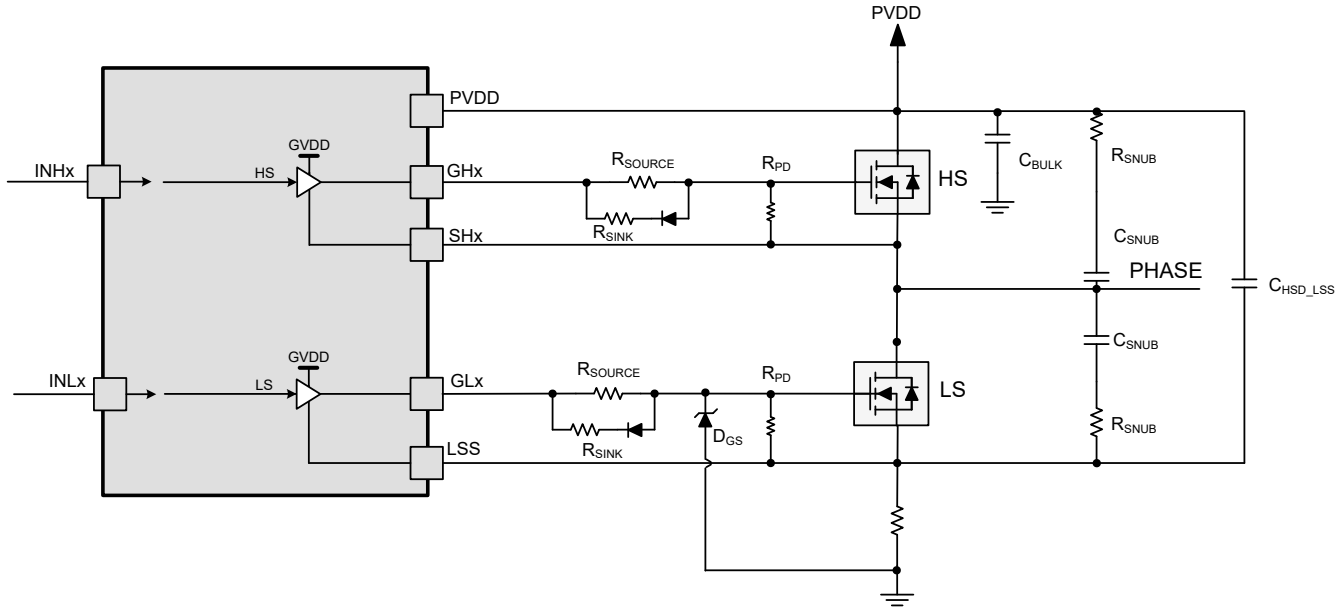 PVDD
PVDD
GVDD
INHx
HS
GHx
RSOURCE
RPD
HS
CBULK
RSNUB
RSINK
SHx
CSNUB
PHASE
CHSD_LSS
CSNUB
GVDD
INLx
LS
GLx
RSOURCE
RPD
LS
RSNUB
DGS
RSINK
LSS